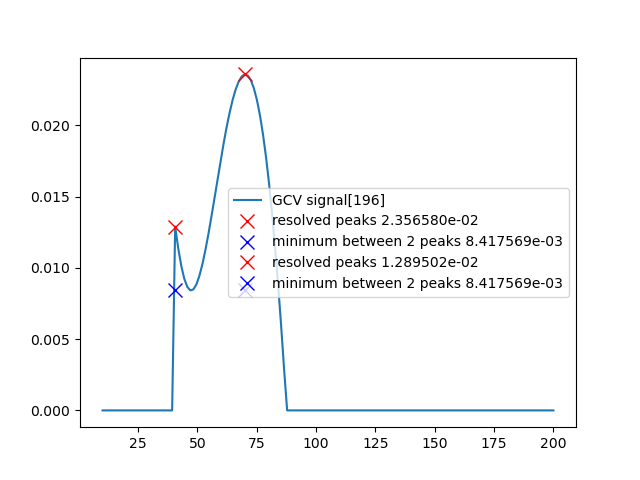 0.020
0.015
0.010
0.005
0.000
GCV signal[196]
resolved peaks 2.356580e-02
minimum between 2 peaks 8.417569e-03
resolved peaks 1.289502e-02
minimum between 2 peaks 8.417569e-03
25 50 75 100 125 150 175 200